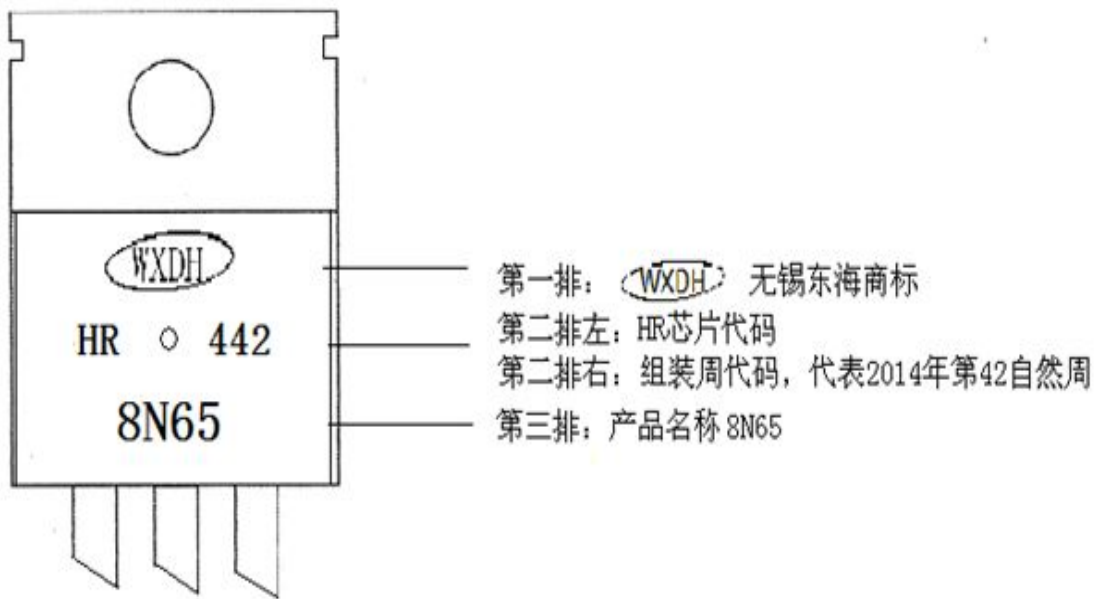 WXDH
HR 442
8N65
第一排： WXDH 无锡东海商标
第二排左：HR芯片代码
第二排右：组装周代码，代表2014年第42自然周
第三排：产品名称 8N65